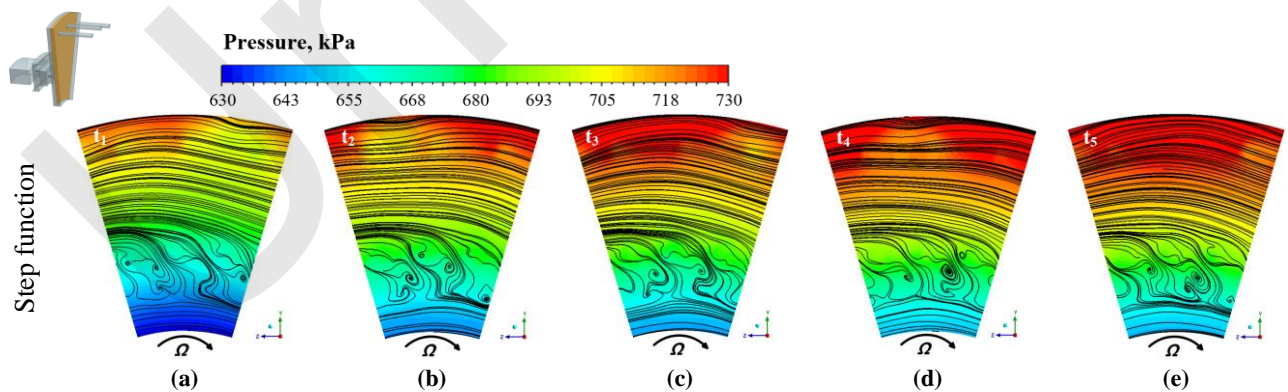 Pressure, kPa
630 643 655 668 680 693 705 718 730
Step function
t₁ t₂ t₃ t₄ t₅
Y Y Y Y Y
Z Z Z Z Z
Ω Ω Ω Ω Ω
(a) (b) (c) (d) (e)